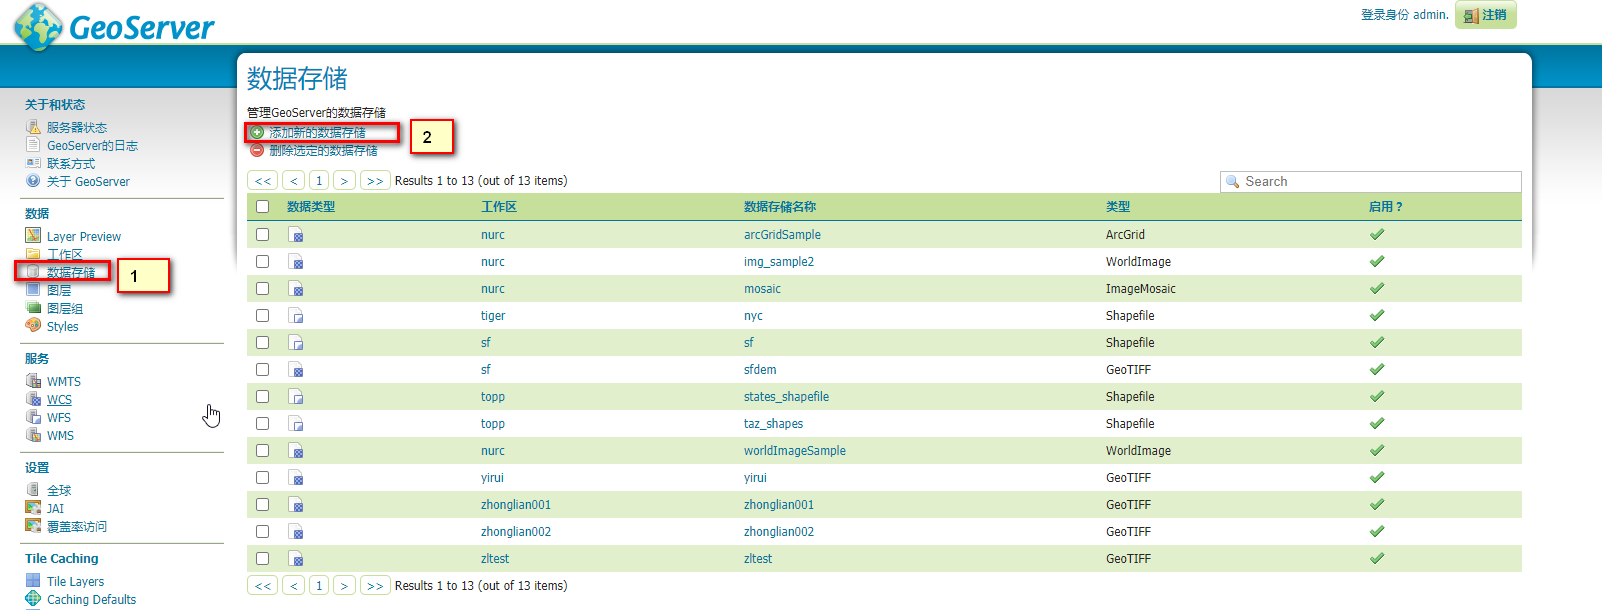 GeoServer
登录身份 admin.
注销
关于和状态
服务器状态
GeoServer的日志
联系方式
关于 GeoServer
数据
Layer Preview
工作区
数据存储
1
图层
图层组
Styles
服务
WMTS
WCS
WFS
WMS
设置
全球
JAI
覆盖率访问
Tile Caching
Tile Layers
Caching Defaults
数据存储
管理GeoServer的数据存储
添加新的数据存储
2
删除选定的数据存储
<< < 1 > >> Results 1 to 13 (out of 13 items)
Search
数据类型 工作区 数据存储名称 类型 启用 ?
nurc arcGridSample ArcGrid
nurc img_sample2 WorldImage
nurc mosaic ImageMosaic
tiger nyc Shapefile
sf sf Shapefile
sf sfdem GeoTIFF
topp states_shapefile Shapefile
topp taz_shapes Shapefile
nurc worldImageSample WorldImage
yirui yirui GeoTIFF
zhonglian001 zhonglian001 GeoTIFF
zhonglian002 zhonglian002 GeoTIFF
zltest zltest GeoTIFF
<< < 1 > >> Results 1 to 13 (out of 13 items)